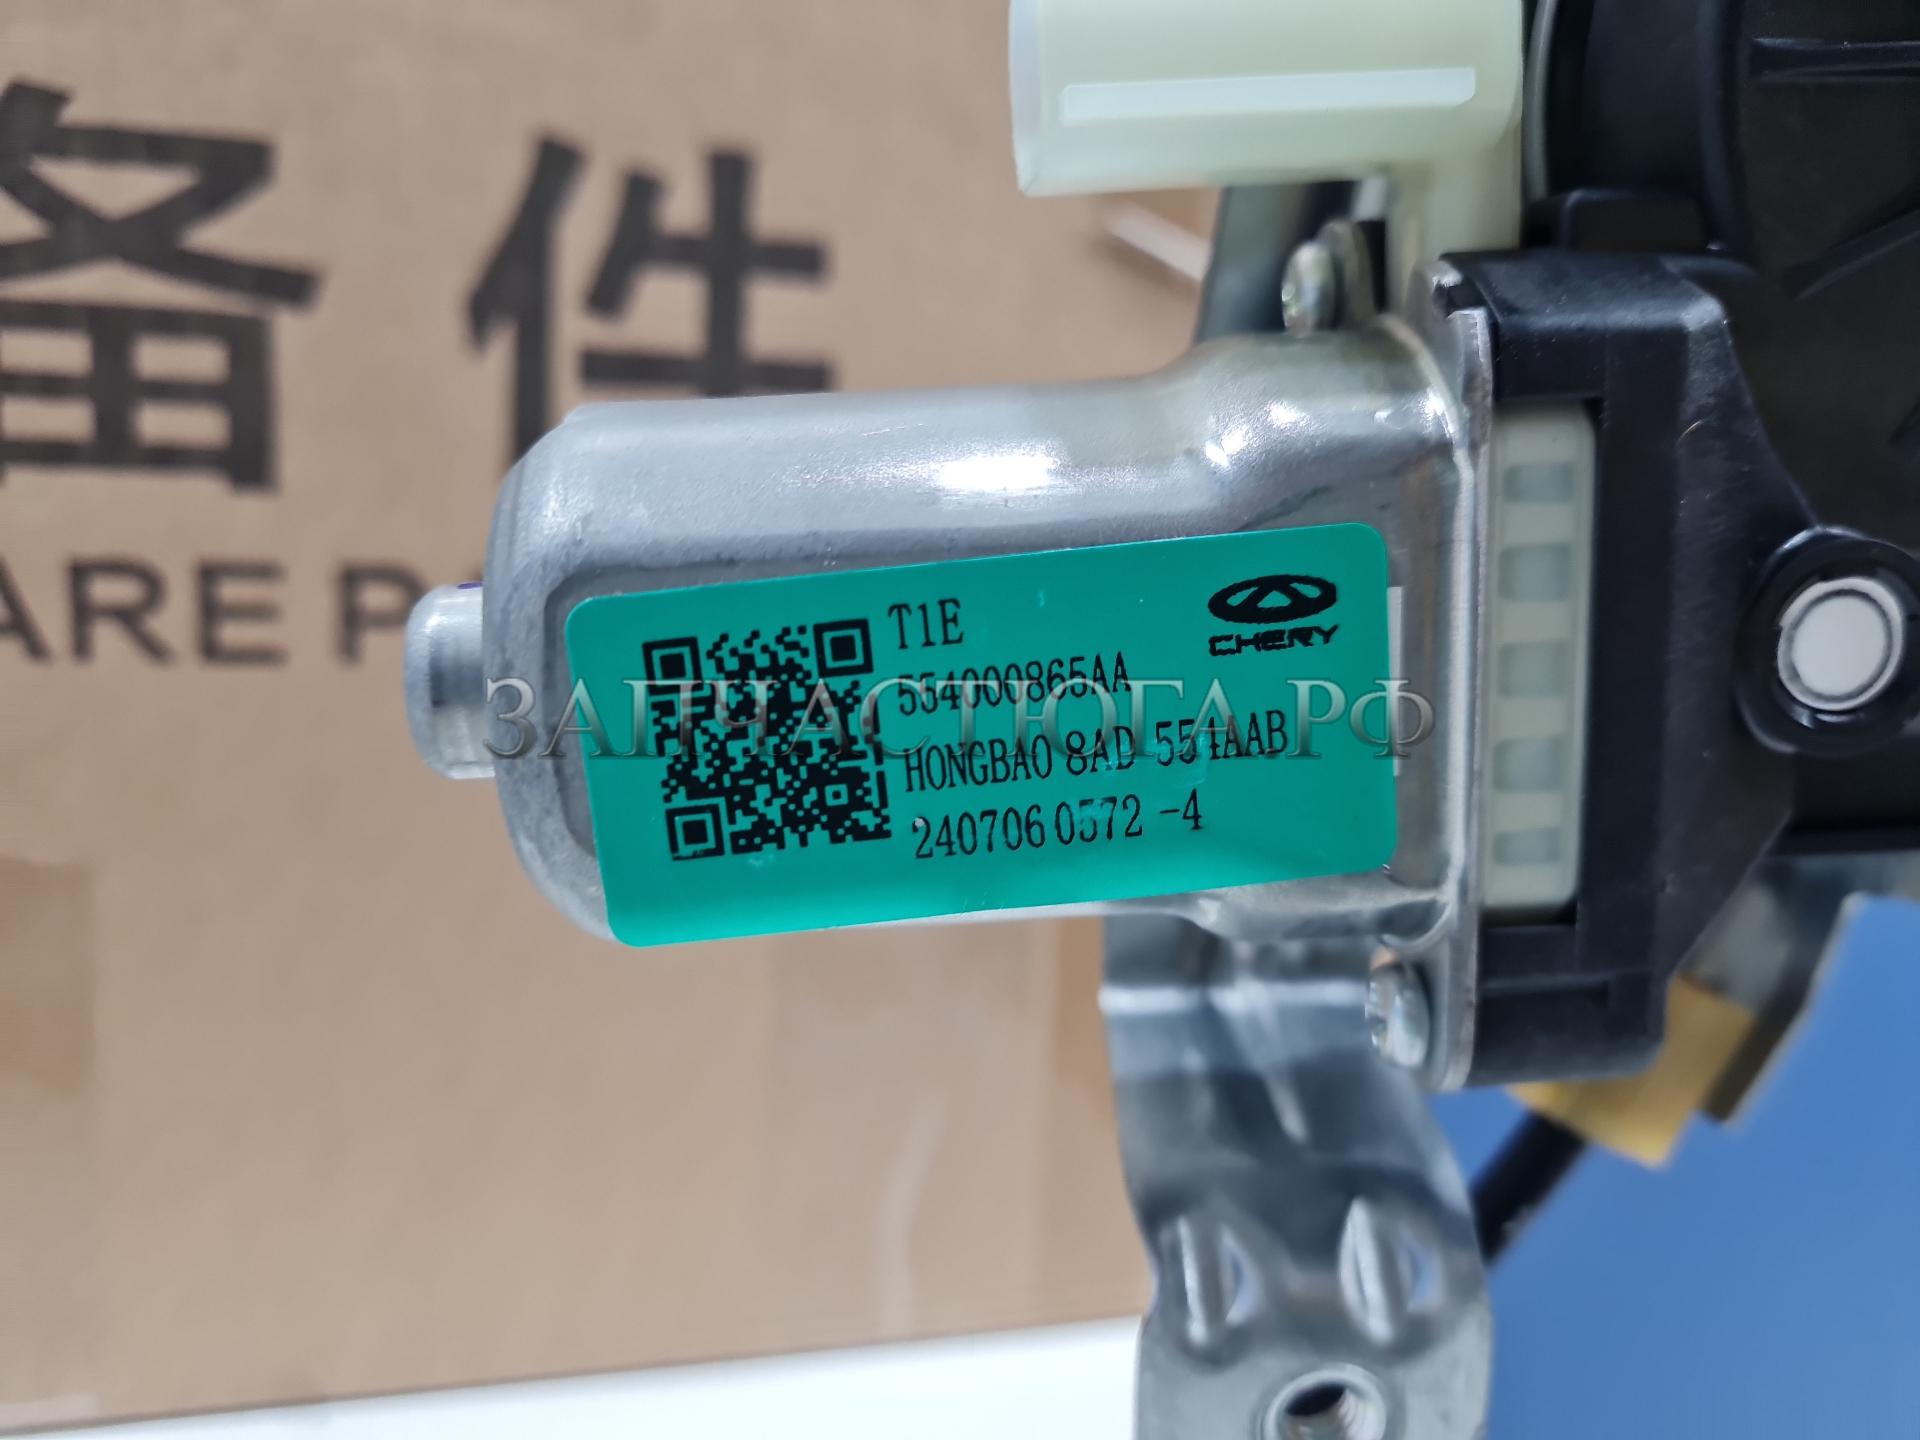 备件
ARE P
T1E
CHERY
554000865AA
HONGBAO 8AD 554AAB
240706 0572 -4
ЗАПЧАСТЮГА.РФ